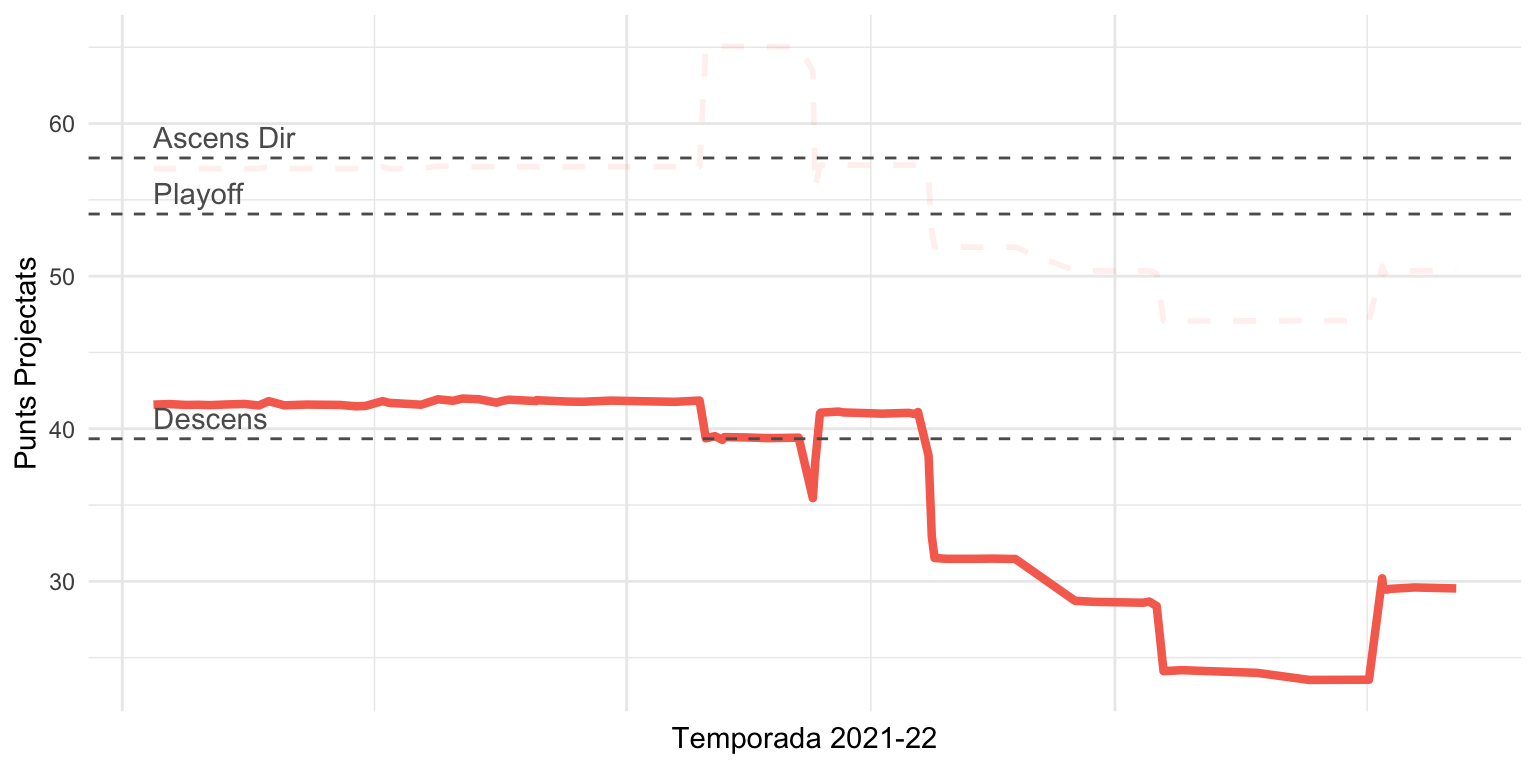 60
50
40
30
Punts Projectats
Ascens Dir
Playoff
Descens
Temporada 2021-22